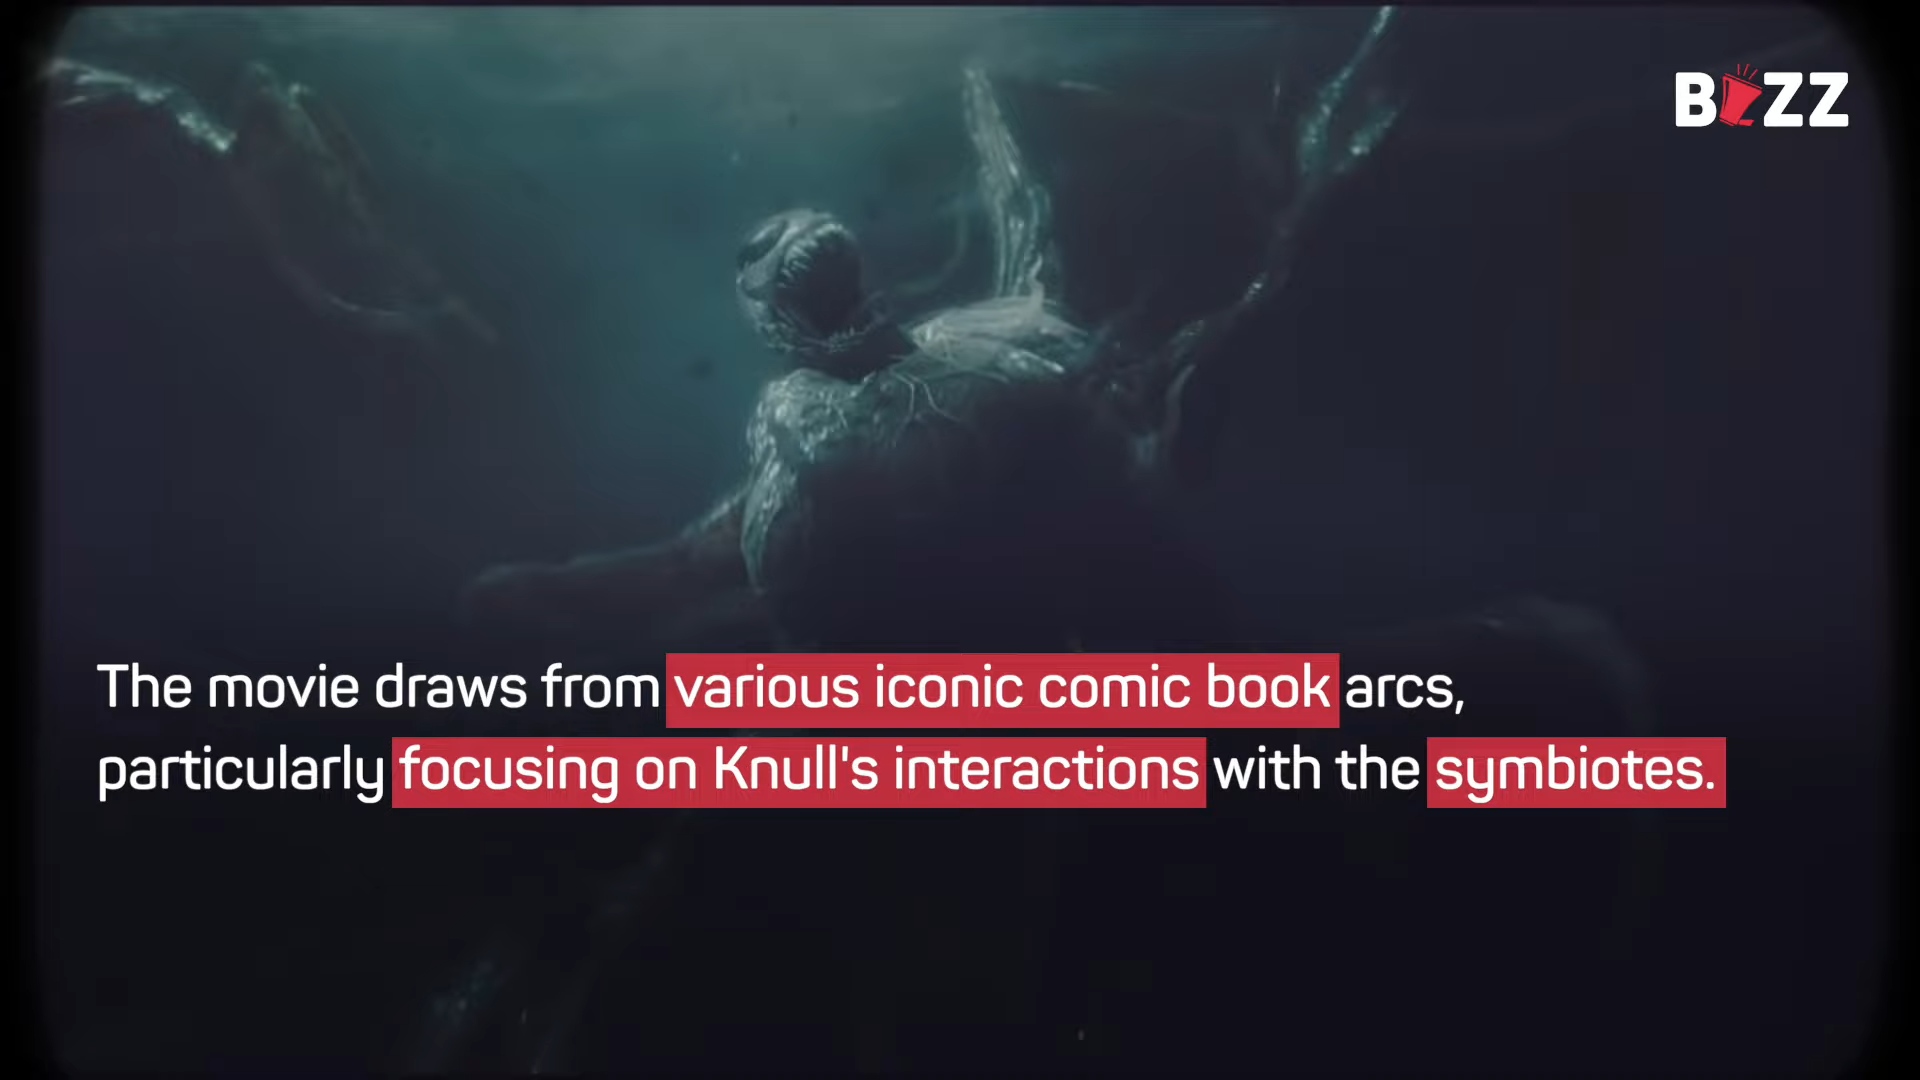 BUZZ
The movie draws from various iconic comic book arcs,
particularly focusing on Knull's interactions with the symbiotes.